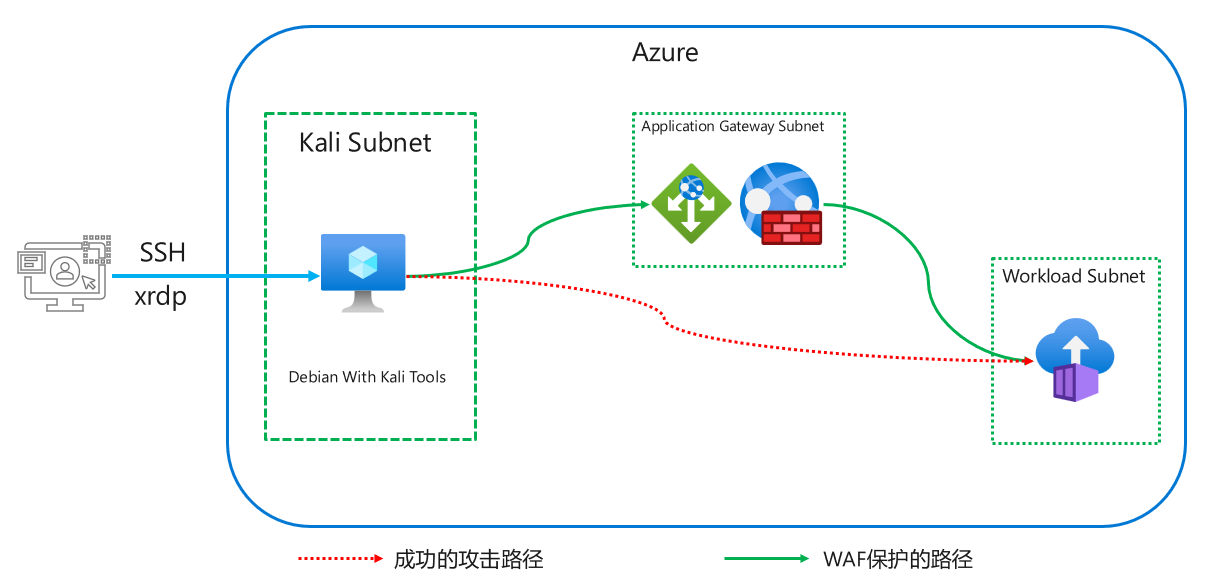 Azure
Kali Subnet
Application Gateway Subnet
SSH
xrdp
Workload Subnet
Debian With Kali Tools
成功的攻击路径
WAF保护的路径